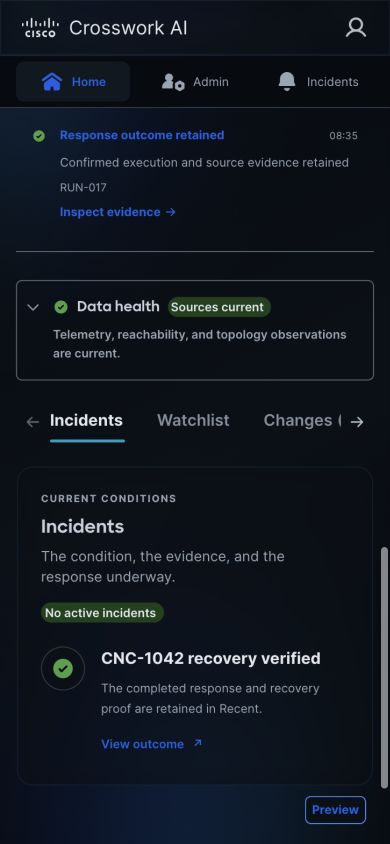 CISCO
Crosswork AI
Home
Admin
Incidents
Response outcome retained
08:35
Confirmed execution and source evidence retained
RUN-017
Inspect evidence →
Data health
Sources current
Telemetry, reachability, and topology observations
are current.
← Incidents
Watchlist
Changes ( →
CURRENT CONDITIONS
Incidents
The condition, the evidence, and the
response underway.
No active incidents
CNC-1042 recovery verified
The completed response and recovery
proof are retained in Recent.
View outcome ↗
Preview